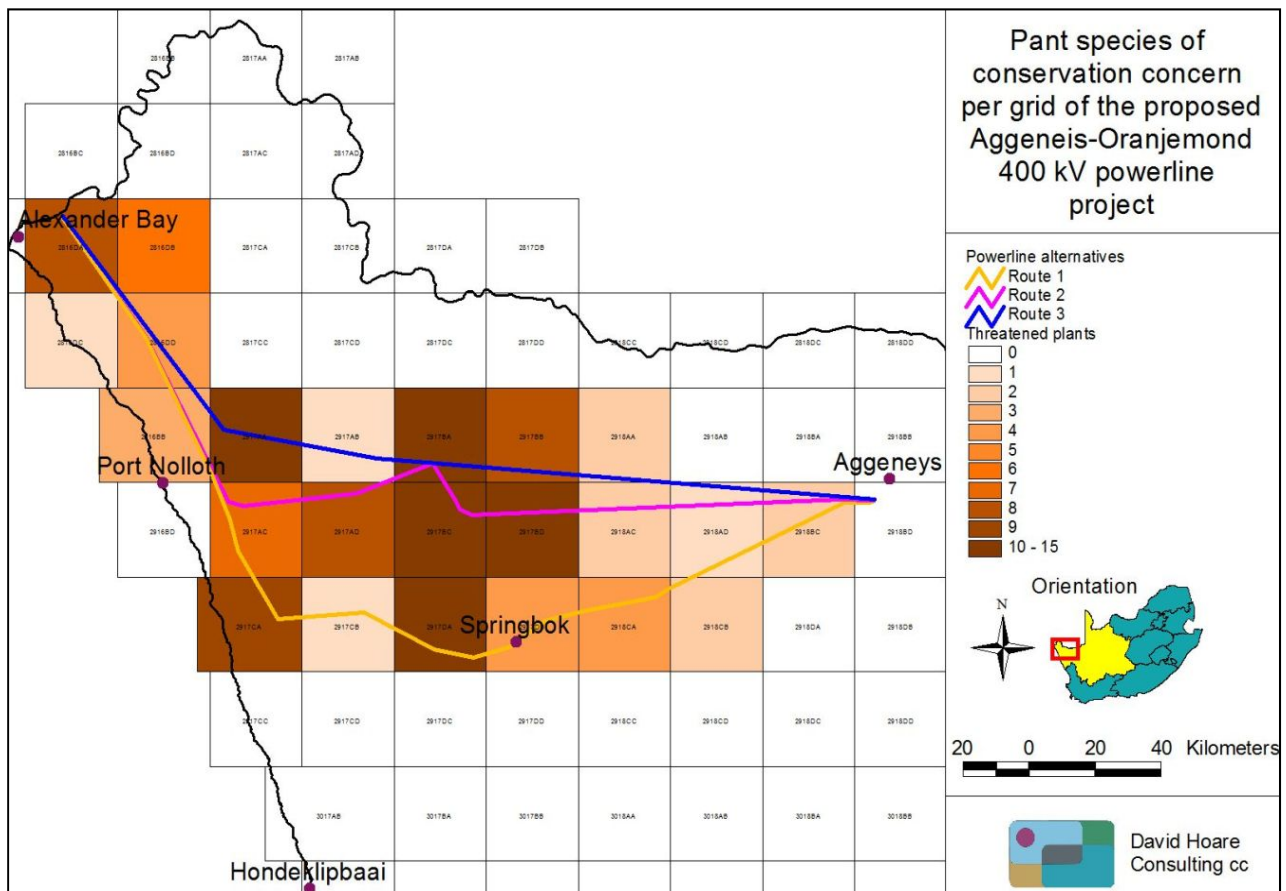 Pant species of
conservation concern
per grid of the proposed
Aggeneis-Oranjemond
400 kV powerline
project
Powerline alternatives
Route 1
Route 2
Route 3
Threatened plants
0
1
2
3
4
5
6
7
8
9
10 - 15
Orientation
N
20 0 20 40 Kilometers
David Hoare
Consulting cc
2817AA 2817AB
2816BC 2816BD 2817AC 2817AD
Alexander Bay
2816DB 2817CA 2817CB 2817DA 2817DB
2817CC 2817CD 2817DC 2817DD 2818CC 2818CD 2818DC 2818DD
2917AB 2917BA 2917BB 2918AA 2918AB 2918AA 2918BB
Port Nolloth
Aggeneys
2916BD 2917AC 2917AD 2917BC 2917BD 2918AC 2918AD 2918BC 2918BD
2917CA 2917CB 2917DA 2918CA 2918CB 2918DA 2918DB
Springbok
2917CC 2917CD 2917DC 2917DD 2918CC 2918CD 2918DC 2918DD
3017AB 3017BA 3017BB 3018AA 3018AB 3018BA 3018BB
Hondeklipbaai